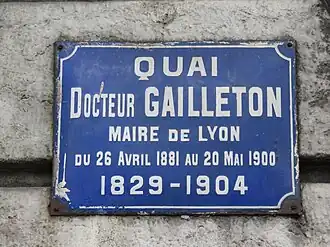 QUAI
DOCTEUR GAILLETON
MAIRE DE LYON
DU 26 AVRIL 1881 AU 20 MAI 1900
1829-1904